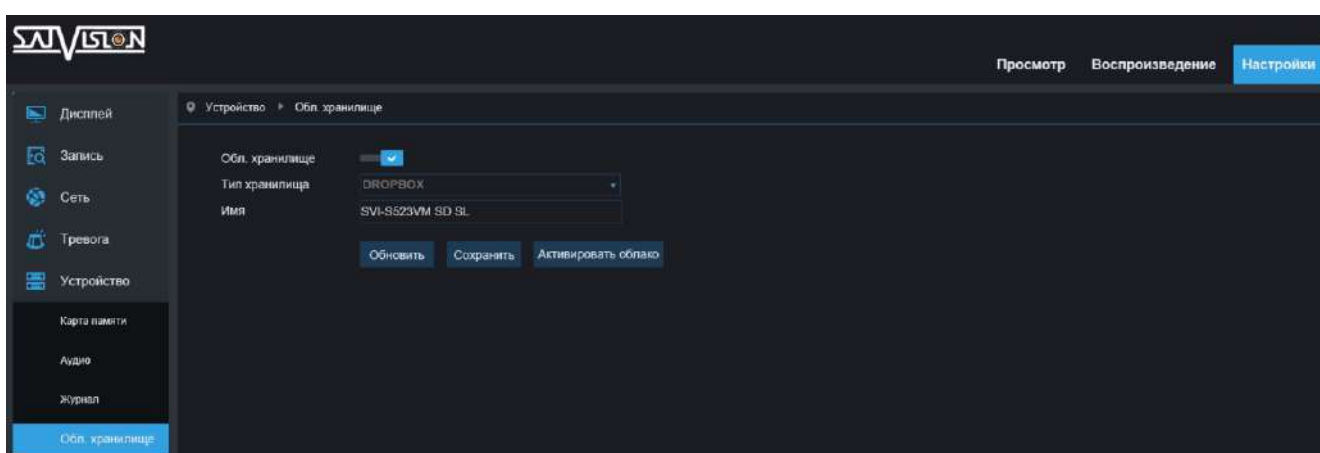 SATVISION
Просмотр Воспроизведение Настройки
Дисплей
Запись
Сеть
Тревога
Устройство
Карта памяти
Аудио
Журнал
Обл. хранилище
Устройство Обл. хранилище
Обл. хранилище
Тип хранилища DROPBOX
Имя SVI-S523VM SD SL
Обновить Сохранить Активировать облако